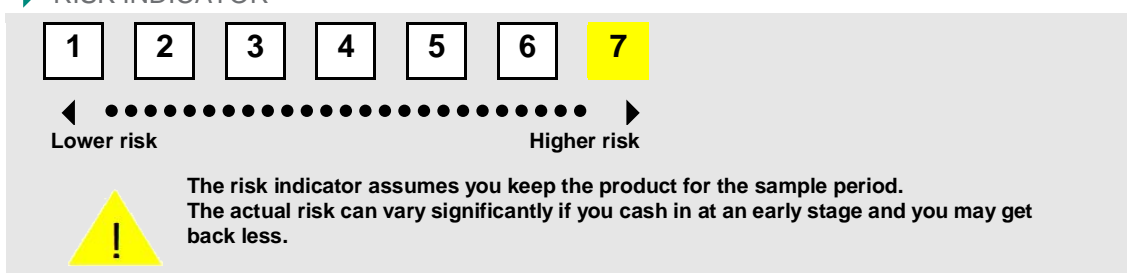 RISK INDICATOR
1 2 3 4 5 6 7
Lower risk Higher risk
The risk indicator assumes you keep the product for the sample period.
The actual risk can vary significantly if you cash in at an early stage and you may get
back less.
!